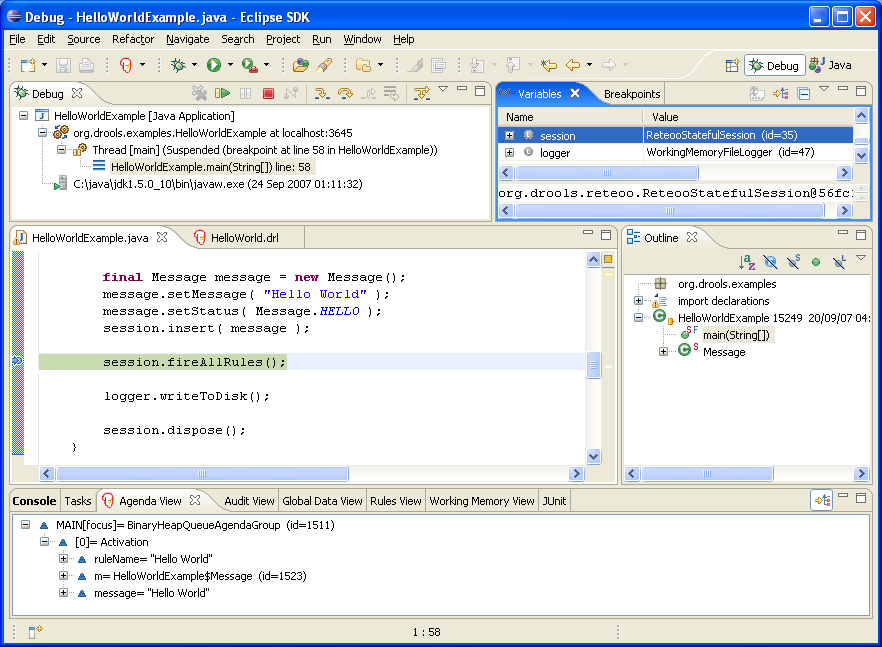 Debug - HelloWorldExample.java - Eclipse SDK
File Edit Source Refactor Navigate Search Project Run Window Help
Debug Java
Debug
HelloWorldExample [Java Application]
org.drools.examples.HelloWorldExample at localhost:3645
Thread [main] (Suspended (breakpoint at line 58 in HelloWorldExample))
HelloWorldExample.main(String[]) line: 58
C:\java\jdk1.5.0_10\bin\javaw.exe (24 Sep 2007 01:11:32)
Variables Breakpoints
Name Value
session ReteooStatefulSession (id=35)
logger WorkingMemoryFileLogger (id=47)
org.drools.reteoo.ReteooStatefulSession@56fc
HelloWorldExample.java HelloWorld.drl
final Message message = new Message();
message.setMessage( "Hello World" );
message.setStatus( Message.HELLO );
session.insert( message );
session.fireAllRules();
logger.writeToDisk();
session.dispose();
}
Outline
org.drools.examples
import declarations
HelloWorldExample 15249 20/09/07 04:
main(String[])
Message
Console Tasks Agenda View Audit View Global Data View Rules View Working Memory View JUnit
MAIN[focus]= BinaryHeapQueueAgendaGroup (id=1511)
[0]= Activation
ruleName= "Hello World"
m= HelloWorldExample$Message (id=1523)
message= "Hello World"
1 : 58